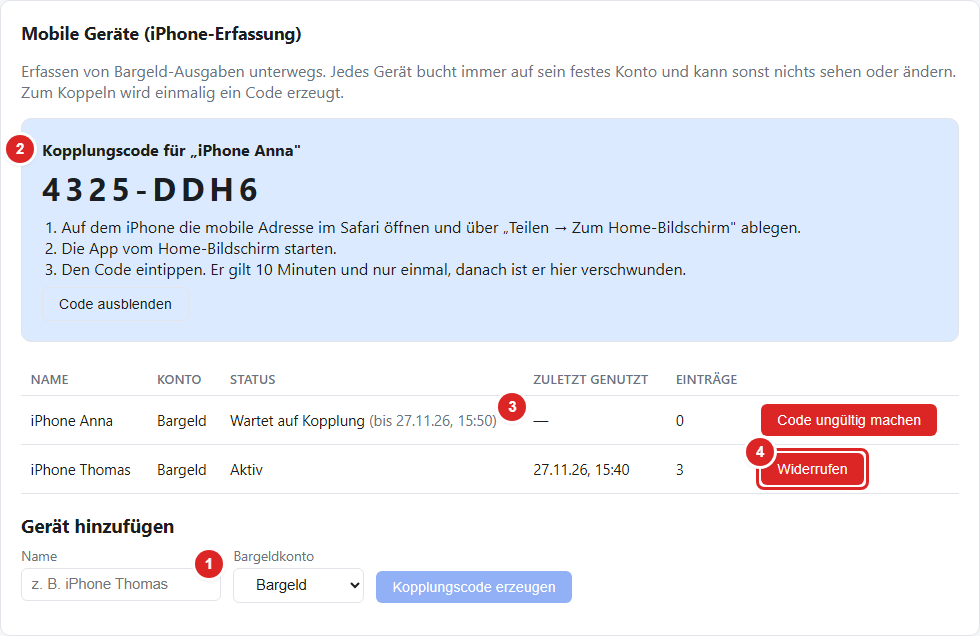 Mobile Geräte (iPhone-Erfassung)
Erfassen von Bargeld-Ausgaben unterwegs. Jedes Gerät bucht immer auf sein festes Konto und kann sonst nichts sehen oder ändern.
Zum Koppeln wird einmalig ein Code erzeugt.
2
Kopplungscode für „iPhone Anna"
4325-DDH6
1. Auf dem iPhone die mobile Adresse im Safari öffnen und über „Teilen → Zum Home-Bildschirm" ablegen.
2. Die App vom Home-Bildschirm starten.
3. Den Code eintippen. Er gilt 10 Minuten und nur einmal, danach ist er hier verschwunden.
Code ausblenden
NAME KONTO STATUS ZULETZT GENUTZT EINTRÄGE
iPhone Anna Bargeld Wartet auf Kopplung (bis 27.11.26, 15:50) 3 — 0 Code ungültig machen
iPhone Thomas Bargeld Aktiv 27.11.26, 15:40 3 4 Widerrufen
Gerät hinzufügen
Name 1 Bargeldkonto
z. B. iPhone Thomas Bargeld Kopplungscode erzeugen